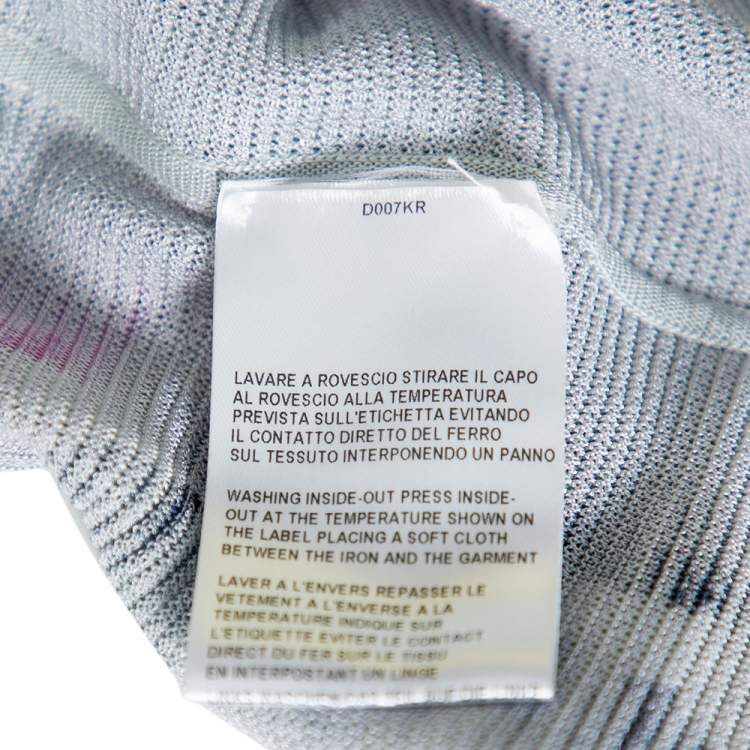 D007KR
LAVARE A ROVESCIO STIRARE IL CAPO
AL ROVESCIO ALLA TEMPERATURA
PREVISTA SULL'ETICHETTA EVITANDO
IL CONTATTO DIRETTO DEL FERRO
SUL TESSUTO INTERPONENDO UN PANNO
WASHING INSIDE-OUT PRESS INSIDE-
OUT AT THE TEMPERATURE SHOWN ON
THE LABEL PLACING A SOFT CLOTH
BETWEEN THE IRON AND THE GARMENT
LAVER A L'ENVERS REPASSER LE
VETEMENT A L'ENVERSE A LA
TEMPERATURE INDIQUE SUR
L'ETIQUETTE EVITER LE CONTACT
DIRECT DU FER SUR LE TISSU
EN INTERPOSTANT UN LINGE